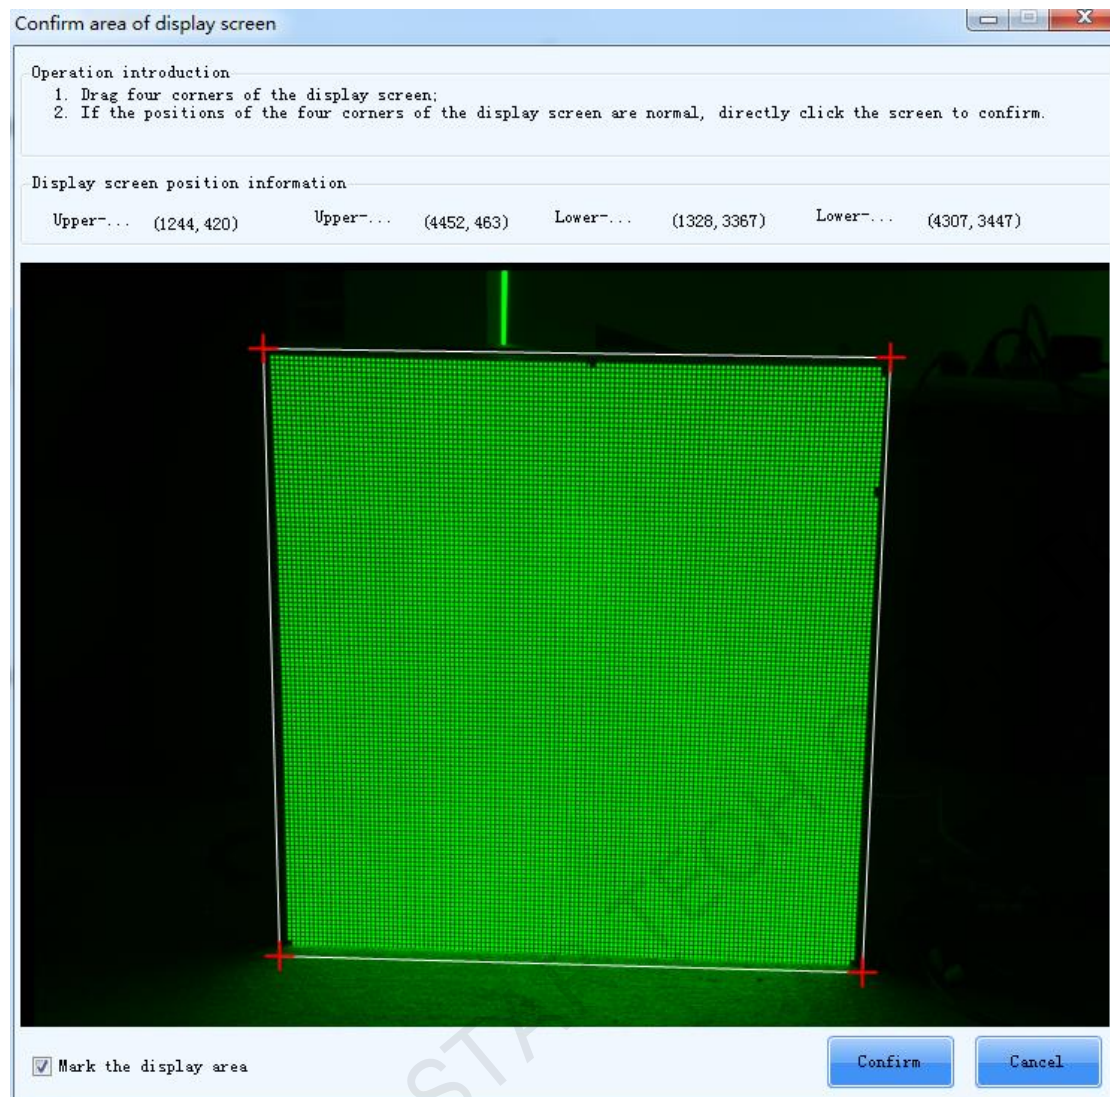 Confirm area of display screen
Operation introduction
1. Drag four corners of the display screen;
2. If the positions of the four corners of the display screen are normal, directly click the screen to confirm.
Display screen position information
Upper-... (1244, 420) Upper-... (4452, 463) Lower-... (1328, 3367) Lower-... (4307, 3447)
STAR TECH
Mark the display area
Confirm Cancel